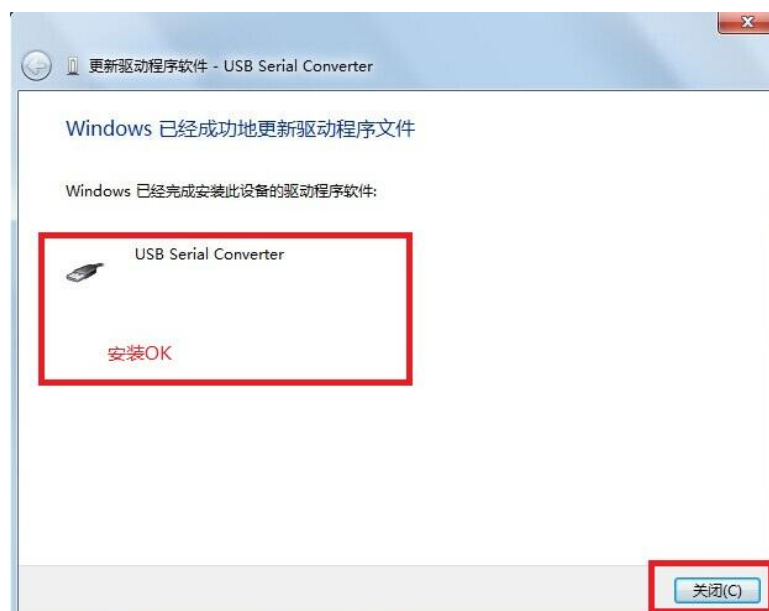 更新驱动程序软件 - USB Serial Converter
Windows 已经成功地更新驱动程序文件
Windows 已经完成安装此设备的驱动程序软件:
USB Serial Converter
安装OK
关闭(C)